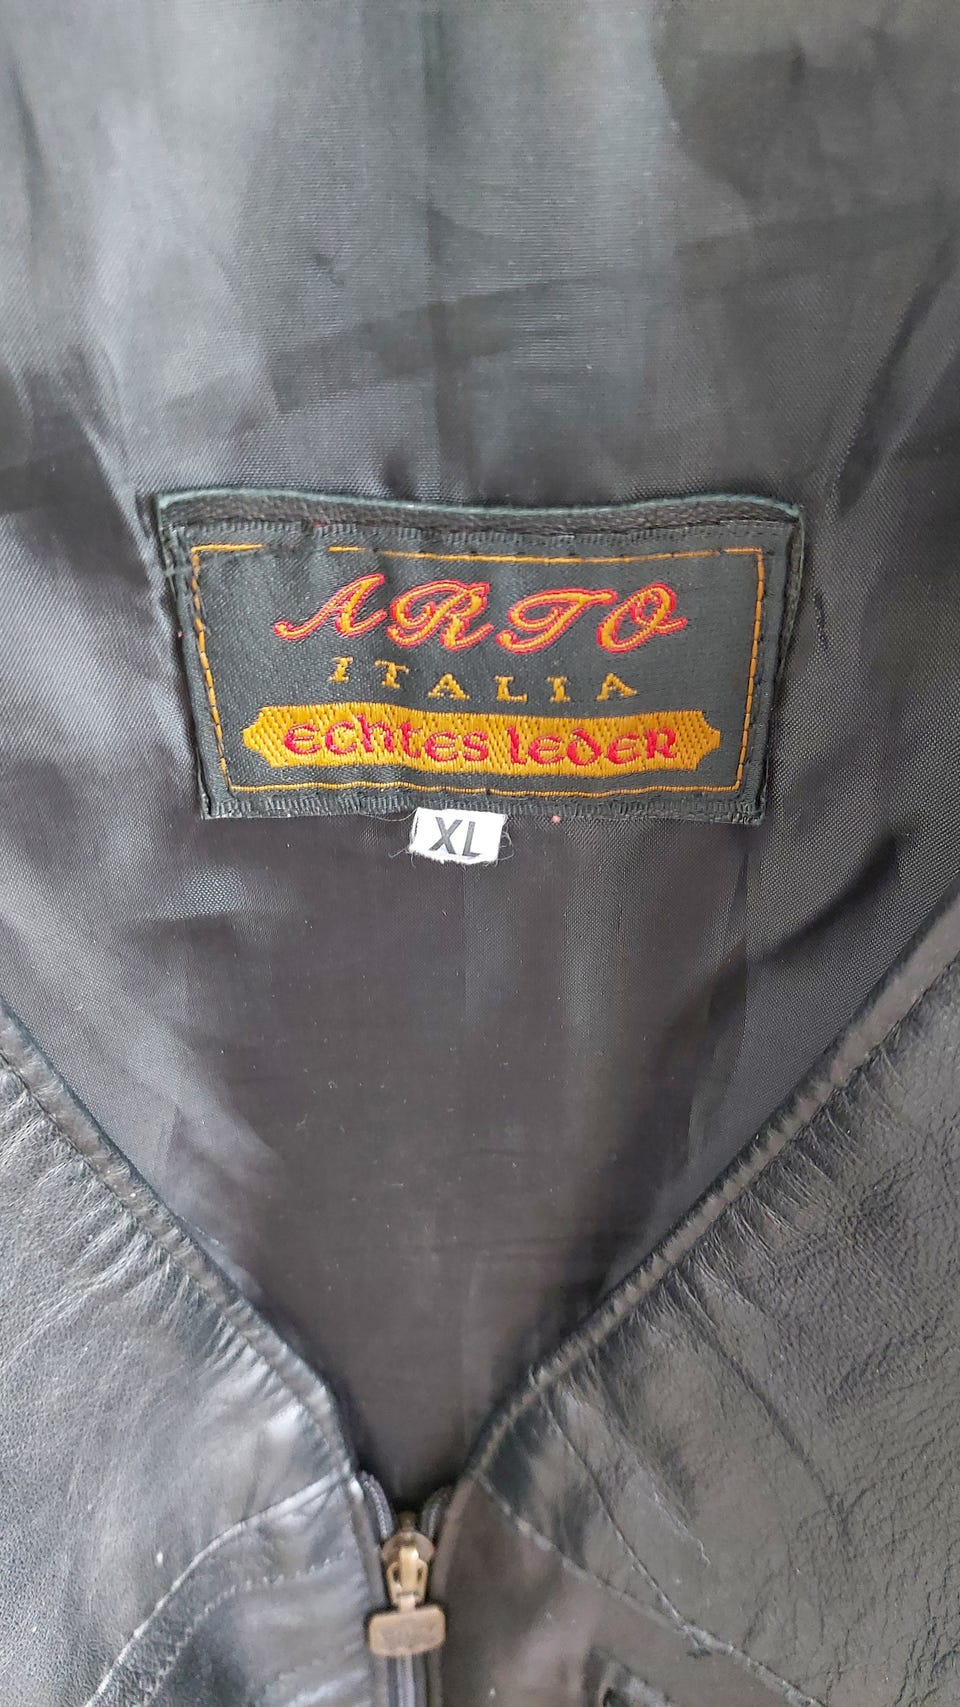 ARTO
ITALIA
echtes leder
XL